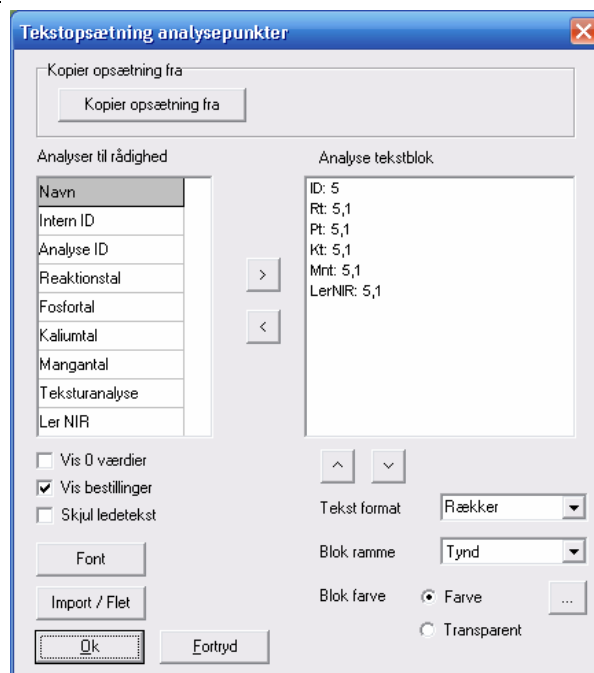 Tekstopsætning analysepunkter
Kopier opsætning fra
Kopier opsætning fra
Analyser til rådighed
Navn
Intern ID
Analyse ID
Reaktionstal
Fosfortal
Kaliumtal
Mangantal
Teksturanalyse
Ler NIR
>
<
Analyse tekstblok
ID: 5
Rt: 5,1
Pt: 5,1
Kt: 5,1
Mnt: 5,1
LerNIR: 5,1
Vis 0 værdier
Vis bestillinger
Skjul ledetekst
Font
Import / Flet
Ok
Fortryd
Tekst format
Rækker
Blok ramme
Tynd
Blok farve
Farve
...
Transparent